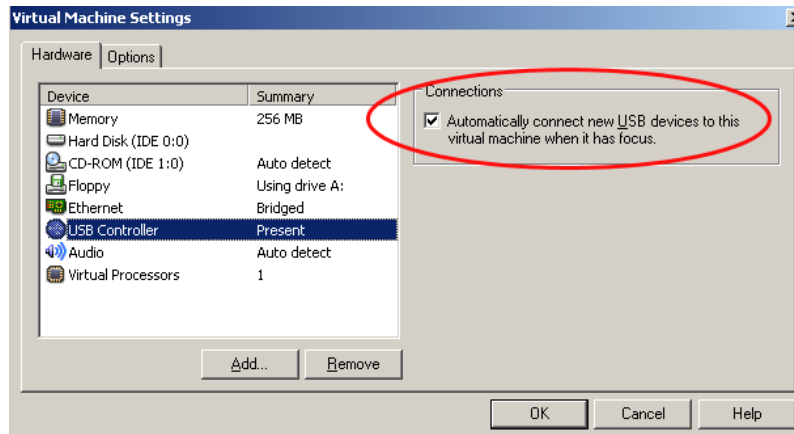 Virtual Machine Settings
Hardware
Options
Device Summary
Memory 256 MB
Hard Disk (IDE 0:0)
CD-ROM (IDE 1:0) Auto detect
Floppy Using drive A:
Ethernet Bridged
USB Controller Present
Audio Auto detect
Virtual Processors 1
Add... Remove
Connections
Automatically connect new USB devices to this
virtual machine when it has focus.
OK Cancel Help